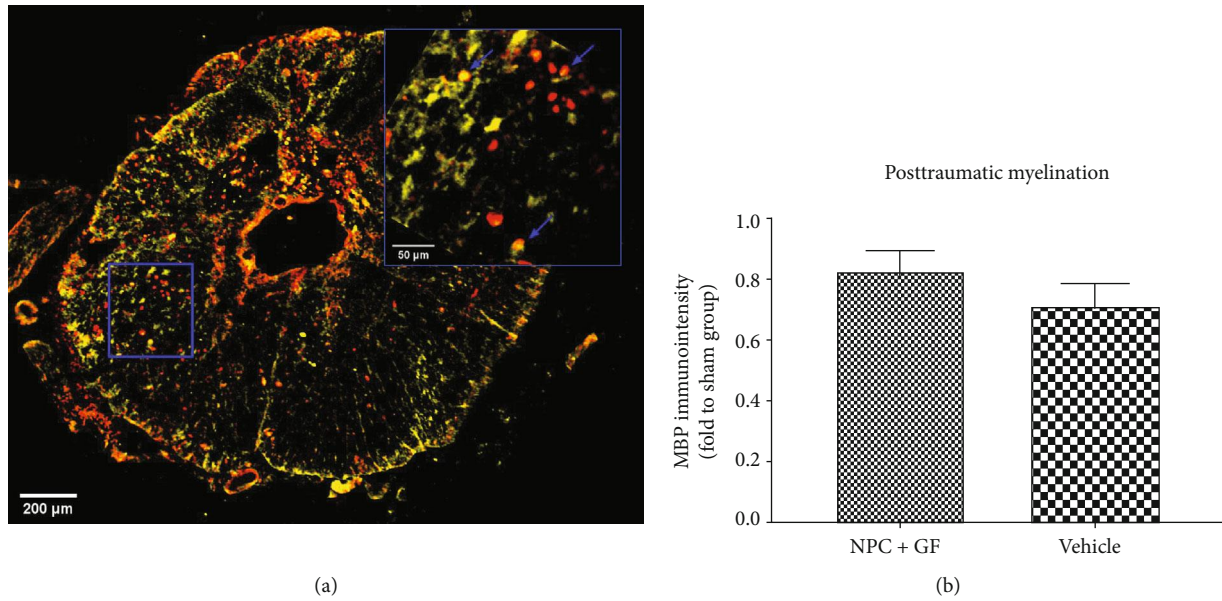 50 µm
200 µm
(a)
Posttraumatic myelination
MBP immunointensity
(fold to sham group)
1.0
0.8
0.6
0.4
0.2
0.0
NPC + GF
Vehicle
(b)